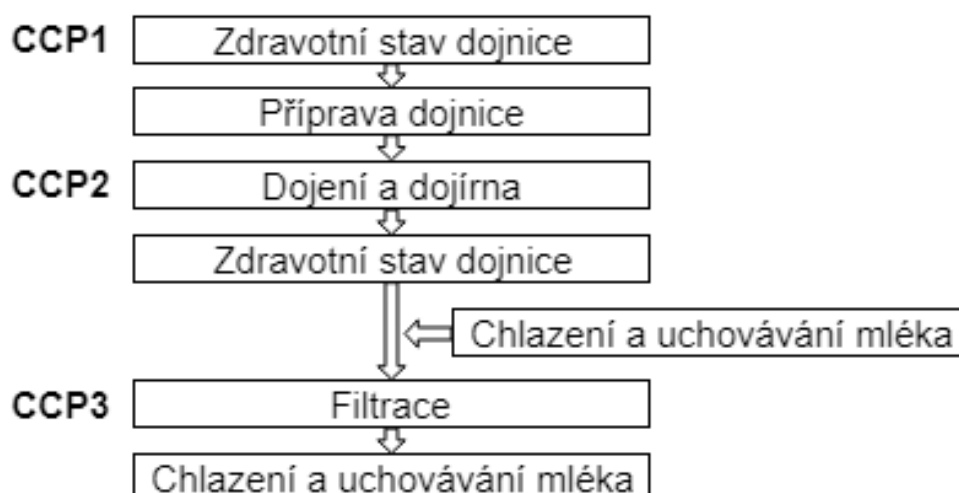 CCP1 Zdravotní stav dojnice
Příprava dojnice
CCP2 Dojení a dojírna
Zdravotní stav dojnice
Chlazení a uchovávání mléka
CCP3 Filtrace
Chlazení a uchovávání mléka